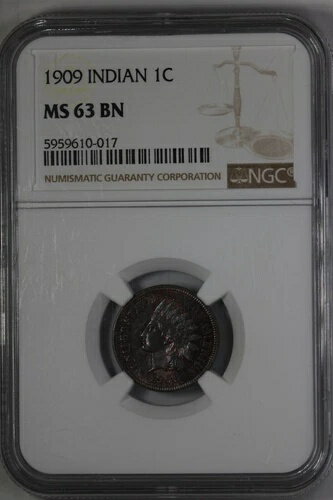 1909 INDIAN 1C
MS 63 BN
5959610-017
NUMISMATIC GUARANTY CORPORATION
NGC®